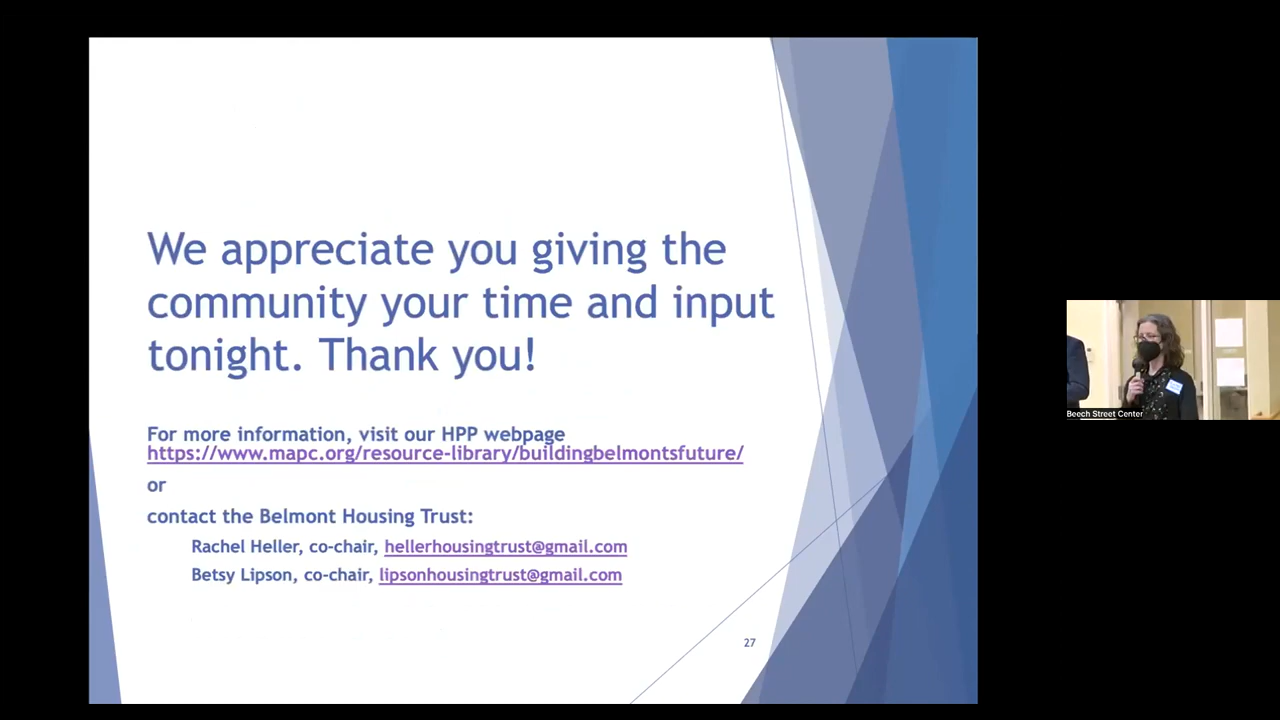 We appreciate you giving the
community your time and input
tonight. Thank you!
For more information, visit our HPP webpage
https://www.mapc.org/resource-library/buildingbelmontsfuture/
or
contact the Belmont Housing Trust:
Rachel Heller, co-chair, hellerhousingtrust@gmail.com
Betsy Lipson, co-chair, lipsonhousingtrust@gmail.com
27
Beech Street Center